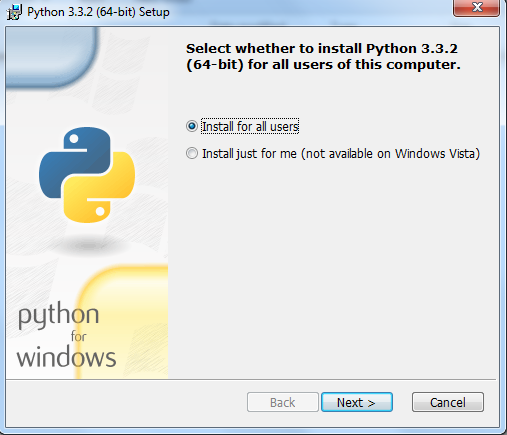 Python 3.3.2 (64-bit) Setup
Select whether to install Python 3.3.2
(64-bit) for all users of this computer.
Install for all users
Install just for me (not available on Windows Vista)
python
for
windows
Back
Next >
Cancel